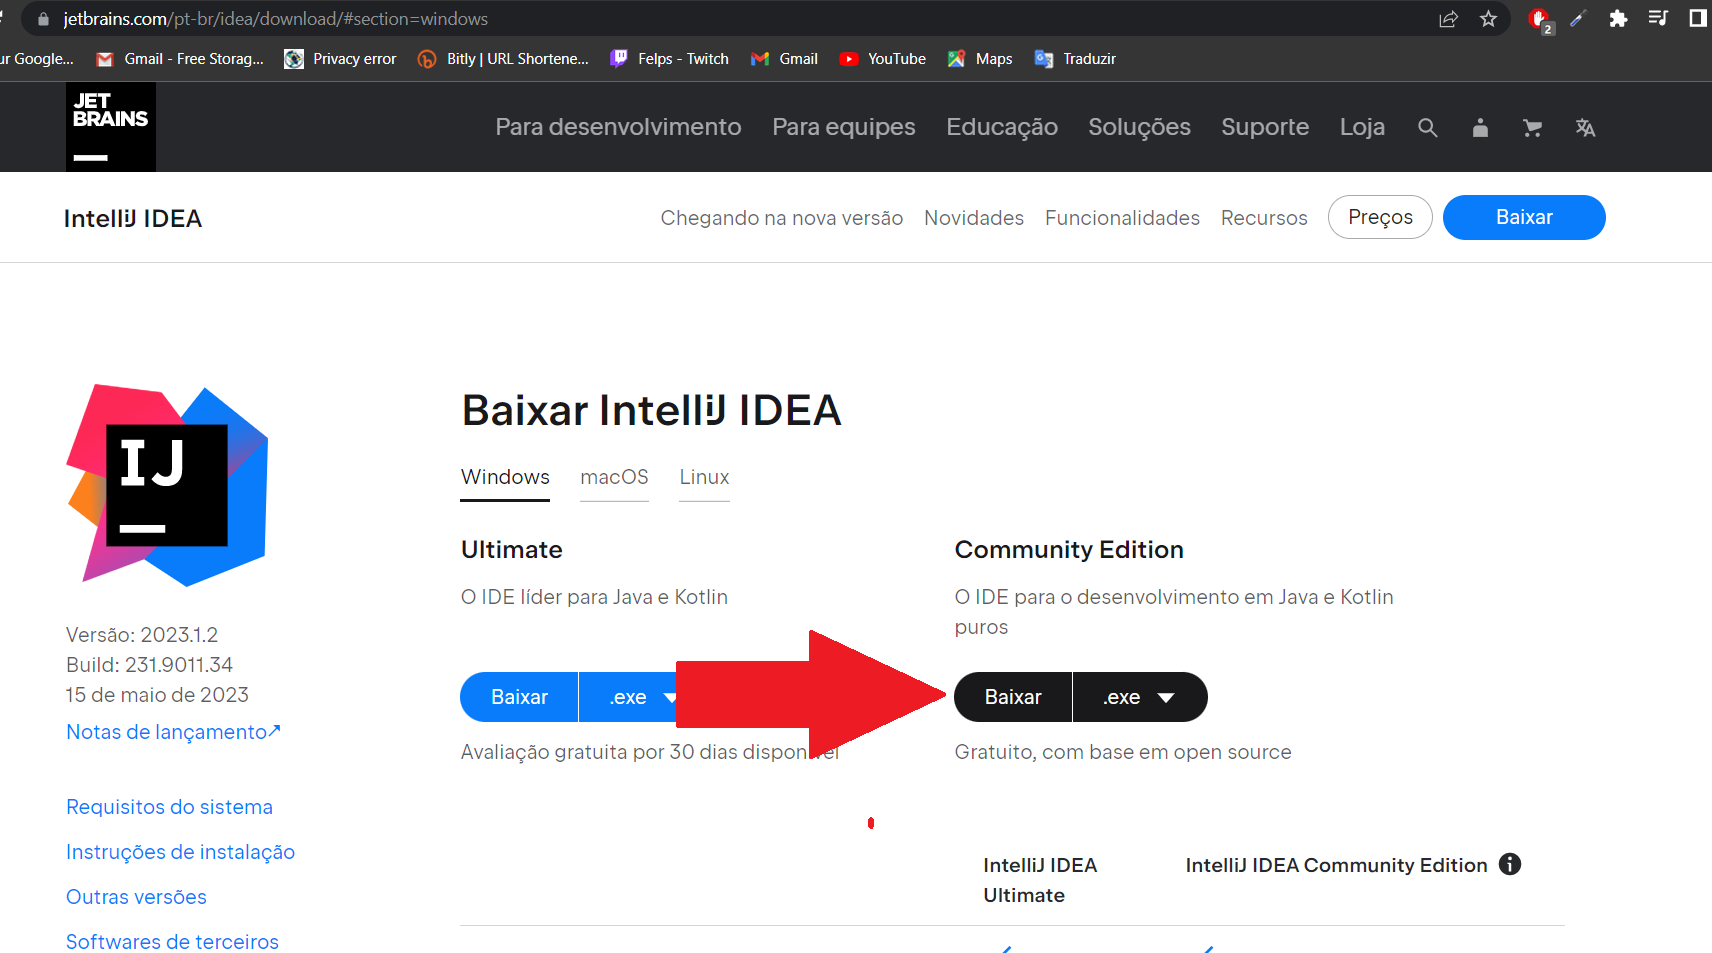 jetbrains.com/pt-br/idea/download/#section=windows
2
ur Google...
Gmail - Free Storag...
Privacy error
Bitly | URL Shortene...
Felps - Twitch
Gmail
YouTube
Maps
Traduzir
JET
BRAINS
Para desenvolvimento
Para equipes
Educação
Soluções
Suporte
Loja
IntelliJ IDEA
Chegando na nova versão
Novidades
Funcionalidades
Recursos
Preços
Baixar
IJ
Versão: 2023.1.2
Build: 231.9011.34
15 de maio de 2023
Notas de lançamento↗
Requisitos do sistema
Instruções de instalação
Outras versões
Softwares de terceiros
Baixar IntelliJ IDEA
Windows
macOS
Linux
Ultimate
O IDE líder para Java e Kotlin
Baixar
.exe
Avaliação gratuita por 30 dias disponível
Community Edition
O IDE para o desenvolvimento em Java e Kotlin
puros
Baixar
.exe
Gratuito, com base em open source
IntelliJ IDEA
Ultimate
IntelliJ IDEA Community Edition